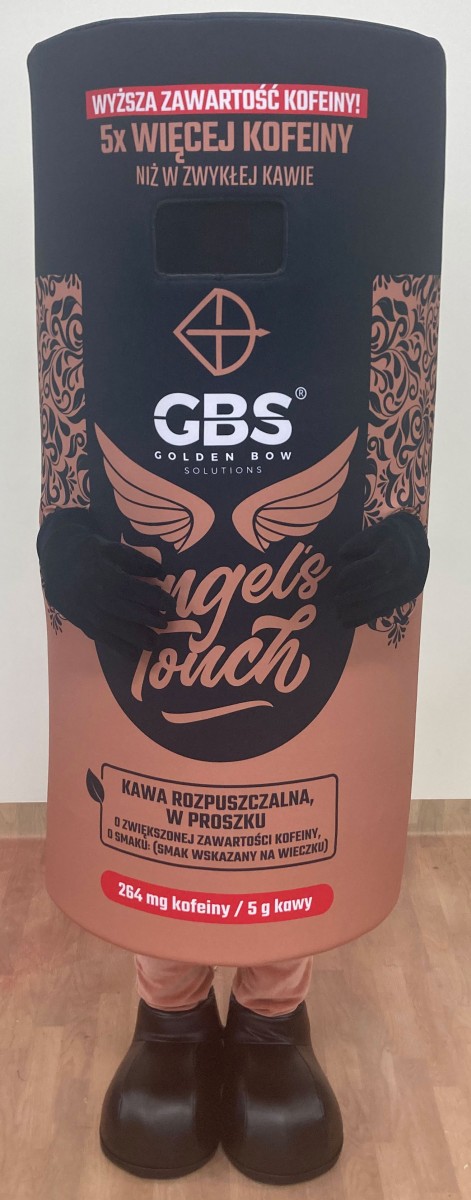 WYŻSZA ZAWARTOŚĆ KOFEINY!
5x WIĘCEJ KOFEINY
NIŻ W ZWYKŁEJ KAWIE
GBS®
GOLDEN BOW
SOLUTIONS
Angel's
Touch
KAWA ROZPUSZCZALNA,
W PROSZKU
O ZWIĘKSZONEJ ZAWARTOŚCI KOFEINY,
O SMAKU: (SMAK WSKAZANY NA WIECZKU)
264 mg kofeiny / 5 g kawy